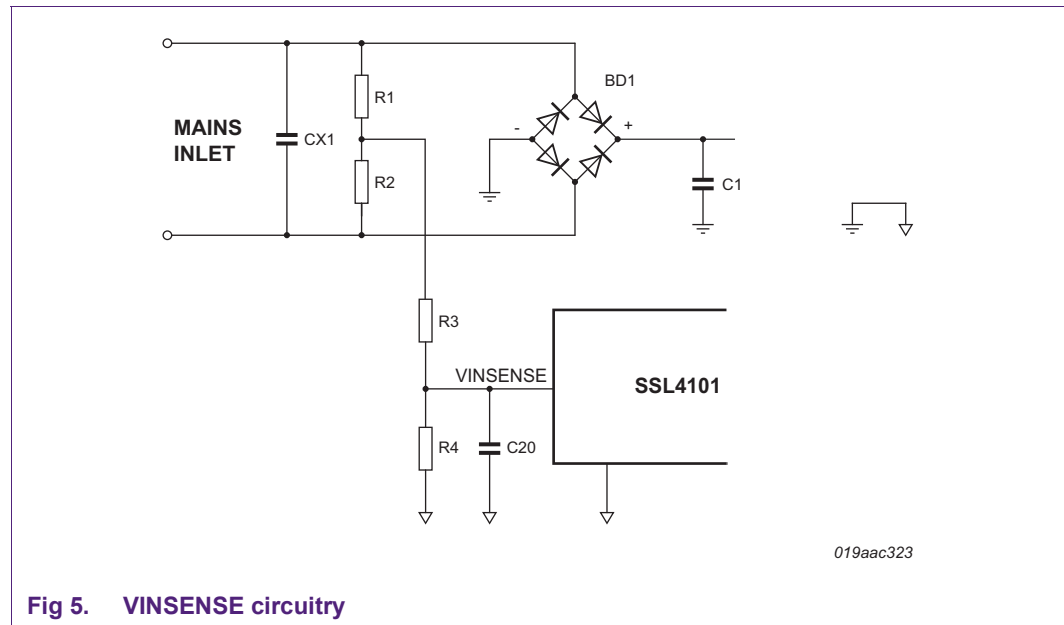 BD1
R1
- +
MAINS
INLET
CX1
R2
C1
R3
VINSENSE
SSL4101
R4
C20
019aac323
Fig 5. VINSENSE circuitry